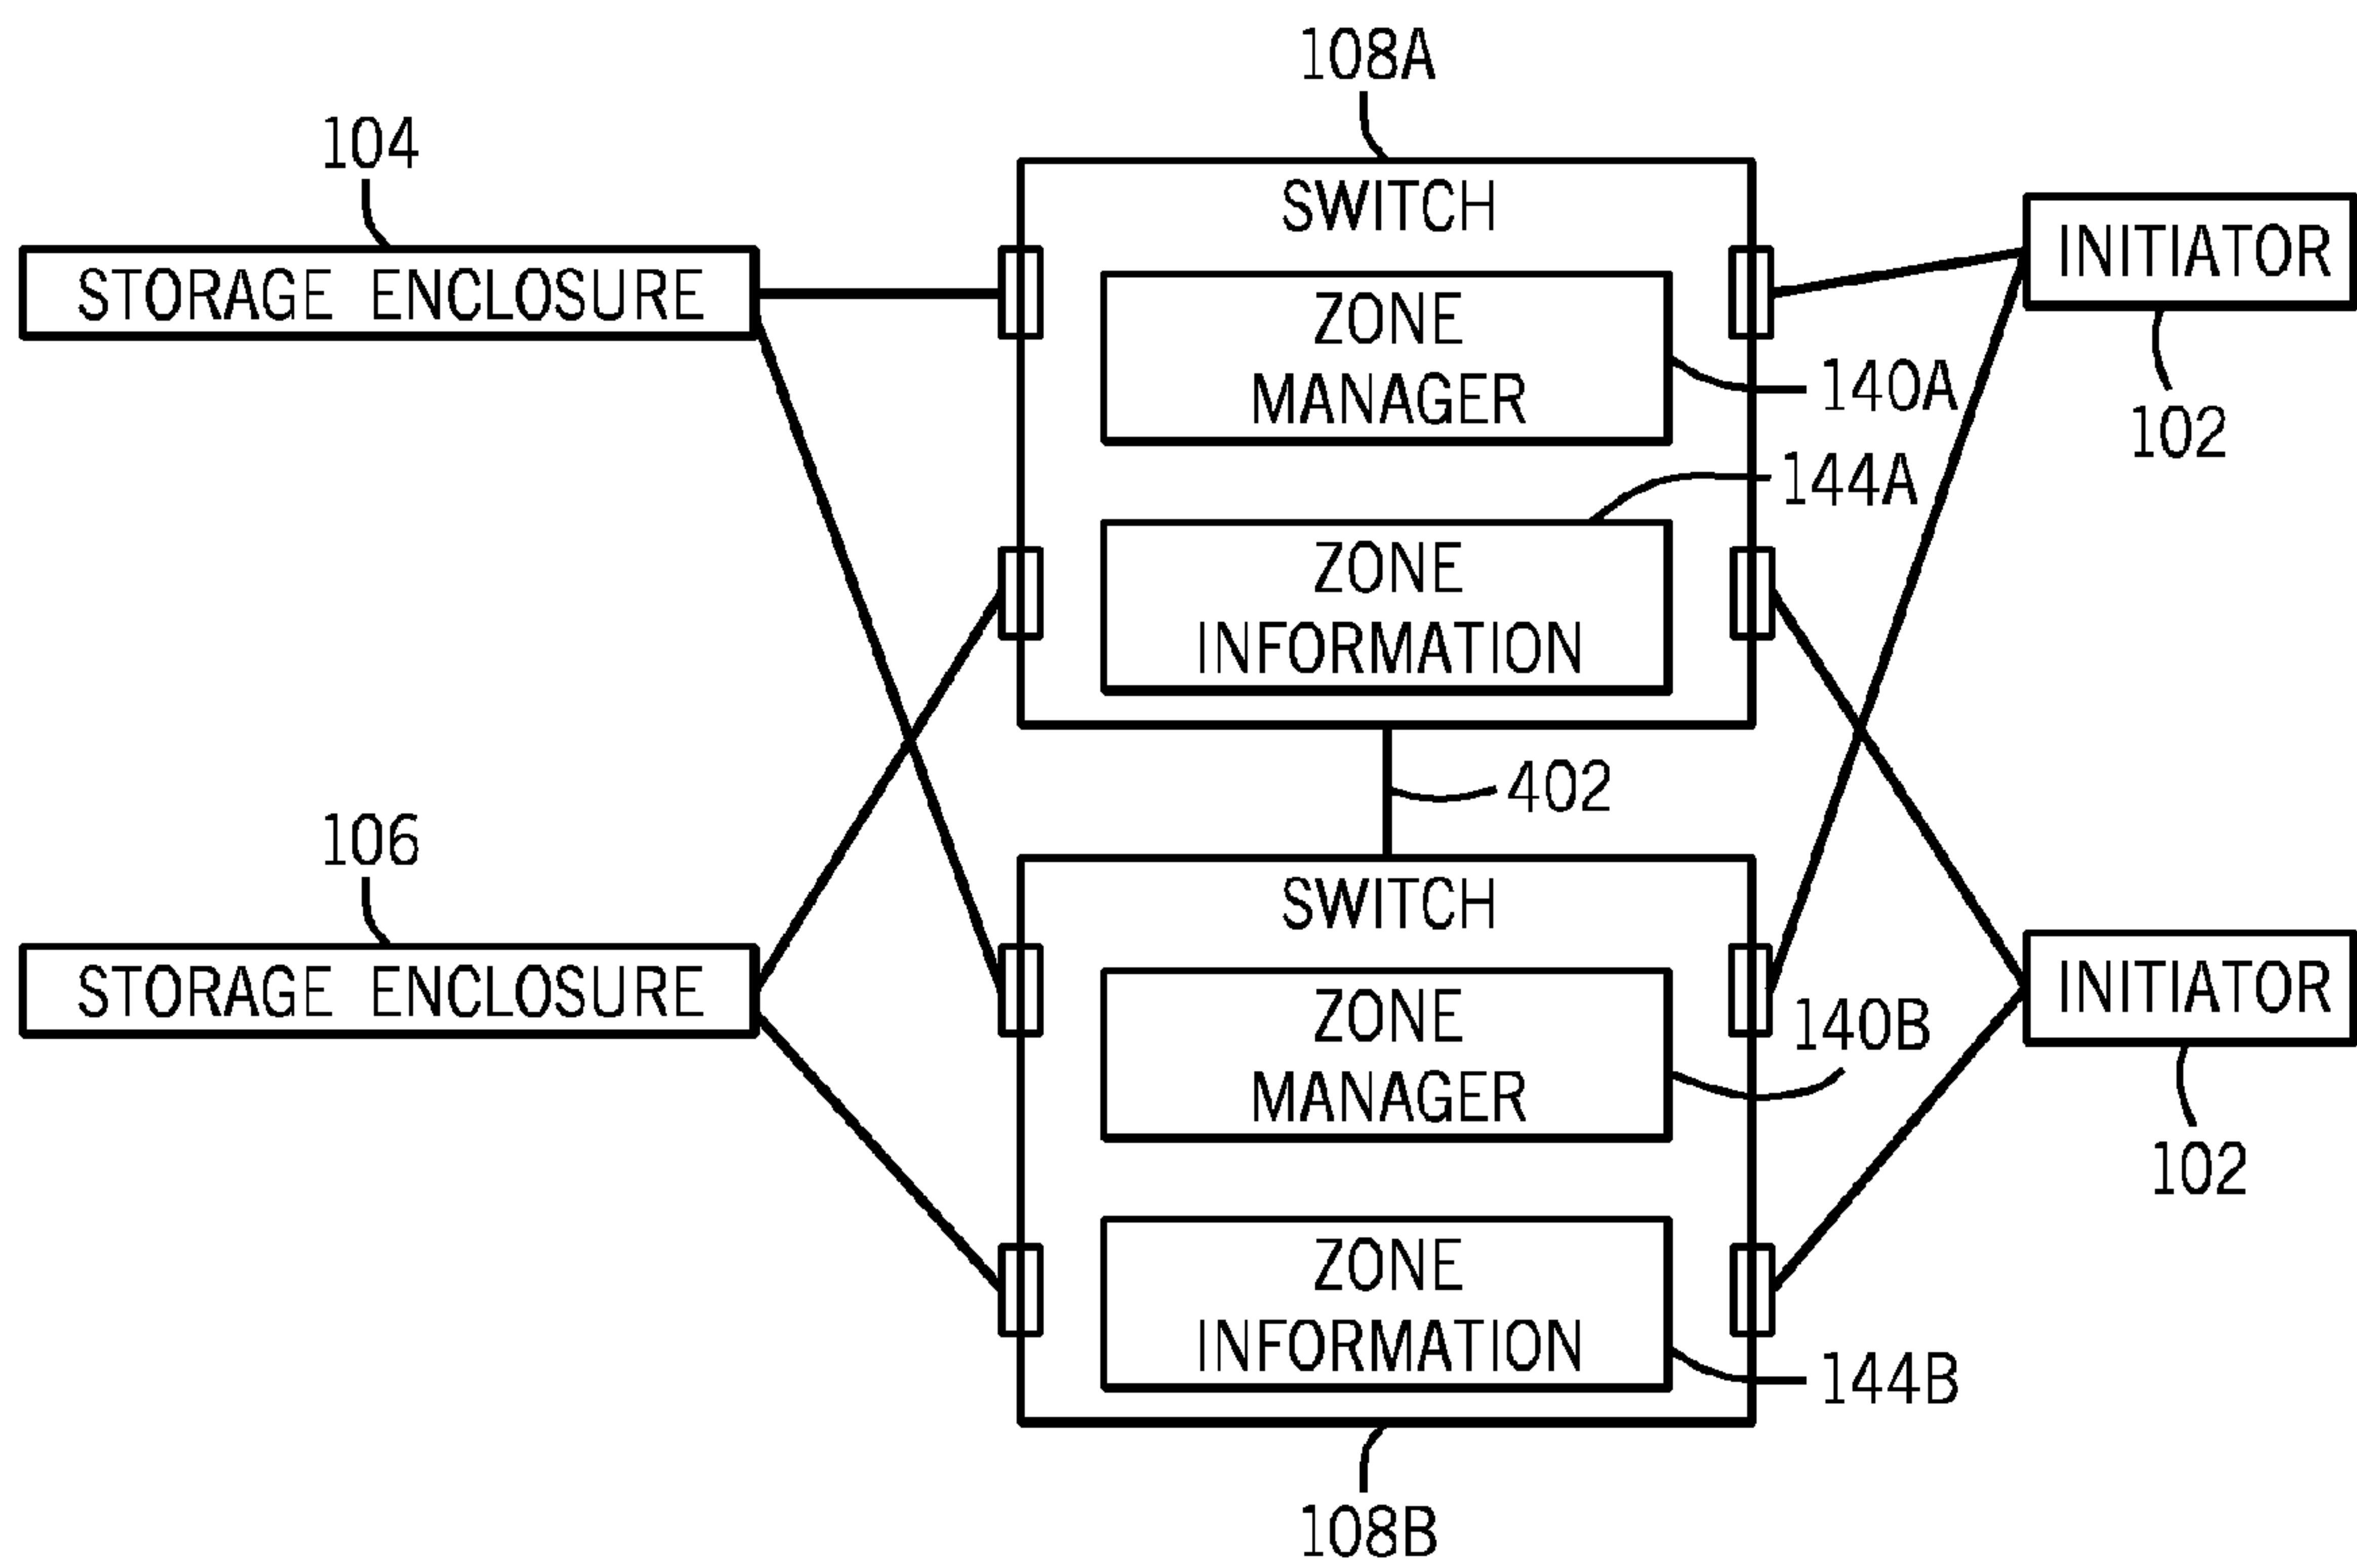 108A
104
SWITCH
STORAGE ENCLOSURE
INITIATOR
ZONE
MANAGER
140A
102
144A
ZONE
INFORMATION
402
106
SWITCH
STORAGE ENCLOSURE
INITIATOR
ZONE
MANAGER
140B
102
ZONE
INFORMATION
144B
108B